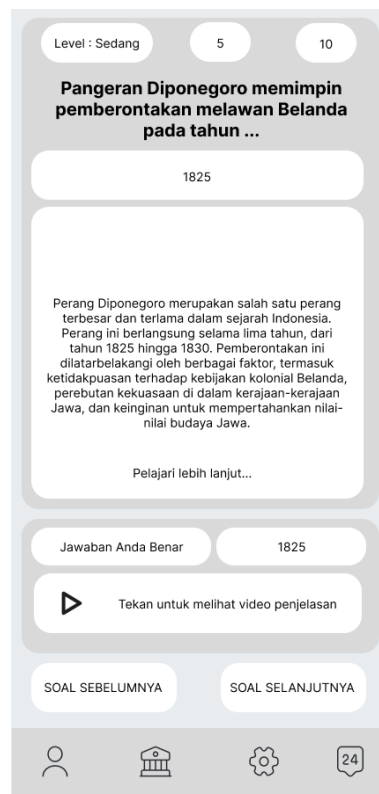 Level : Sedang
5
10
Pangeran Diponegoro memimpin
pemberontakan melawan Belanda
pada tahun ...
1825
Perang Diponegoro merupakan salah satu perang
terbesar dan terlama dalam sejarah Indonesia.
Perang ini berlangsung selama lima tahun, dari
tahun 1825 hingga 1830. Pemberontakan ini
dilatarbelakangi oleh berbagai faktor, termasuk
ketidakpuasan terhadap kebijakan kolonial Belanda,
perebutan kekuasaan di dalam kerajaan-kerajaan
Jawa, dan keinginan untuk mempertahankan nilai-
nilai budaya Jawa.
Pelajari lebih lanjut...
Jawaban Anda Benar
1825
Tekan untuk melihat video penjelasan
SOAL SEBELUMNYA
SOAL SELANJUTNYA
24